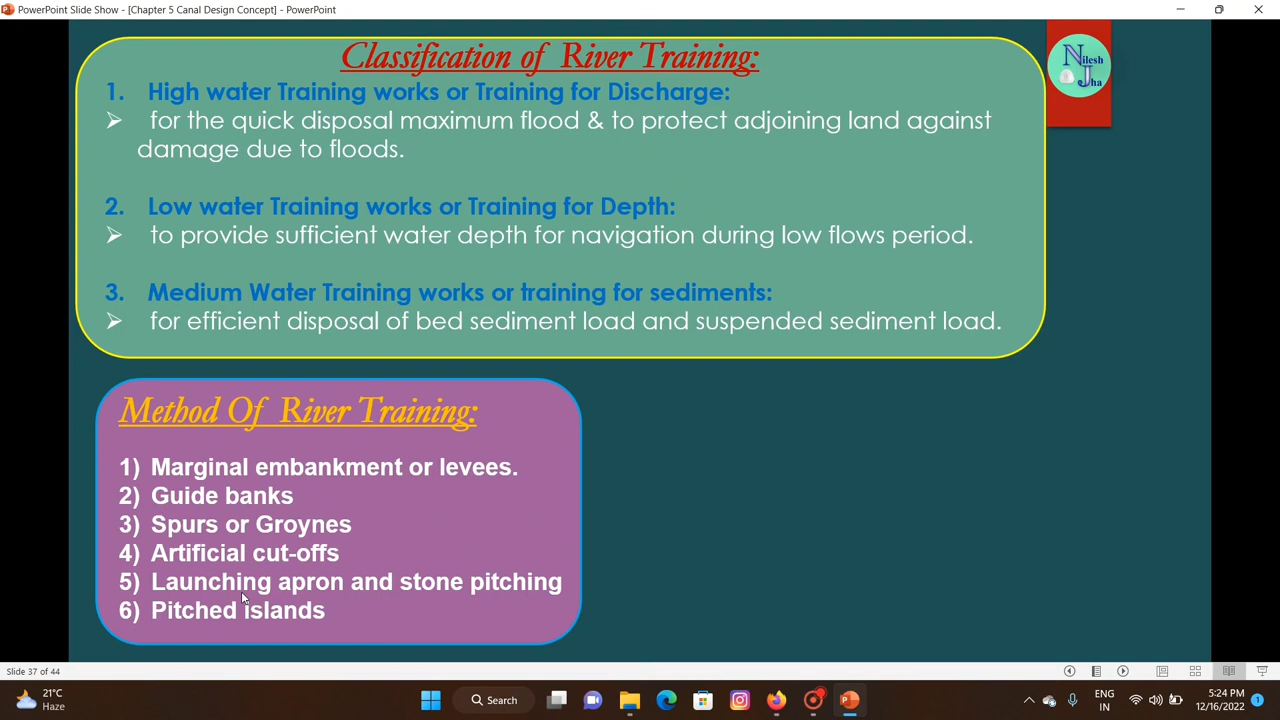 PowerPoint Slide Show - [Chapter 5 Canal Design Concept] - PowerPoint
Classification of River Training:
Nilesh
Jha
1. High water Training works or Training for Discharge:
➢ for the quick disposal maximum flood & to protect adjoining land against
damage due to floods.
2. Low water Training works or Training for Depth:
➢ to provide sufficient water depth for navigation during low flows period.
3. Medium Water Training works or training for sediments:
➢ for efficient disposal of bed sediment load and suspended sediment load.
Method Of River Training:
1) Marginal embankment or levees.
2) Guide banks
3) Spurs or Groynes
4) Artificial cut-offs
5) Launching apron and stone pitching
6) Pitched islands
Slide 37 of 44
21°C
Haze
Search
ENG
IN
5:24 PM
12/16/2022
1